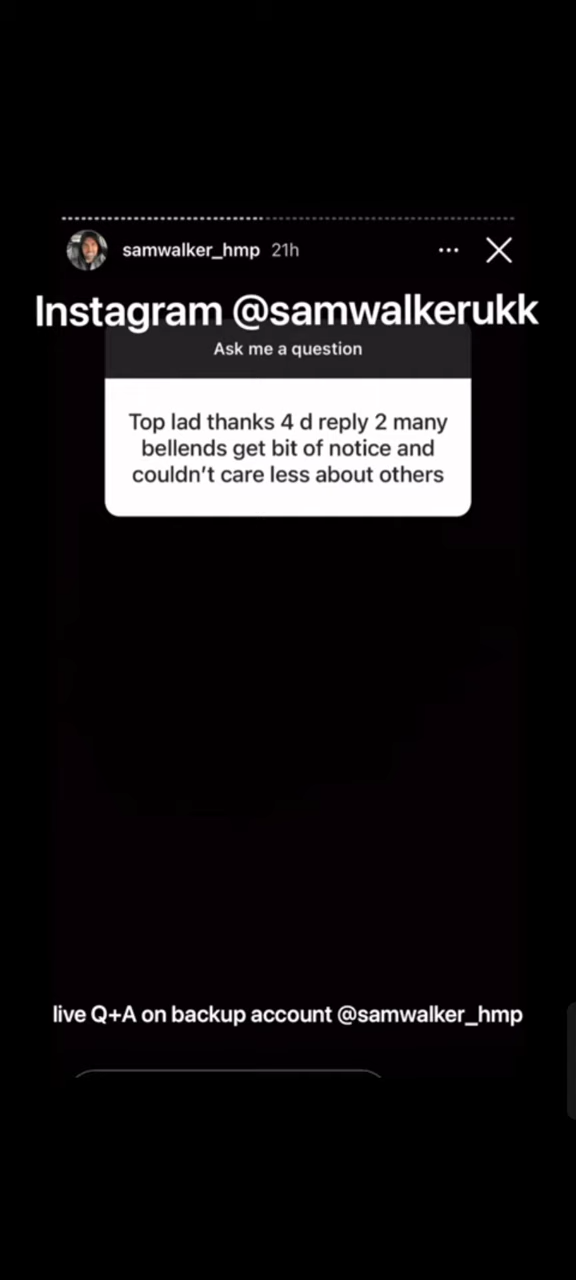 samwalker_hmp 21h
Instagram @samwalkerukk
Ask me a question
Top lad thanks 4 d reply 2 many
bellends get bit of notice and
couldn't care less about others
live Q+A on backup account @samwalker_hmp